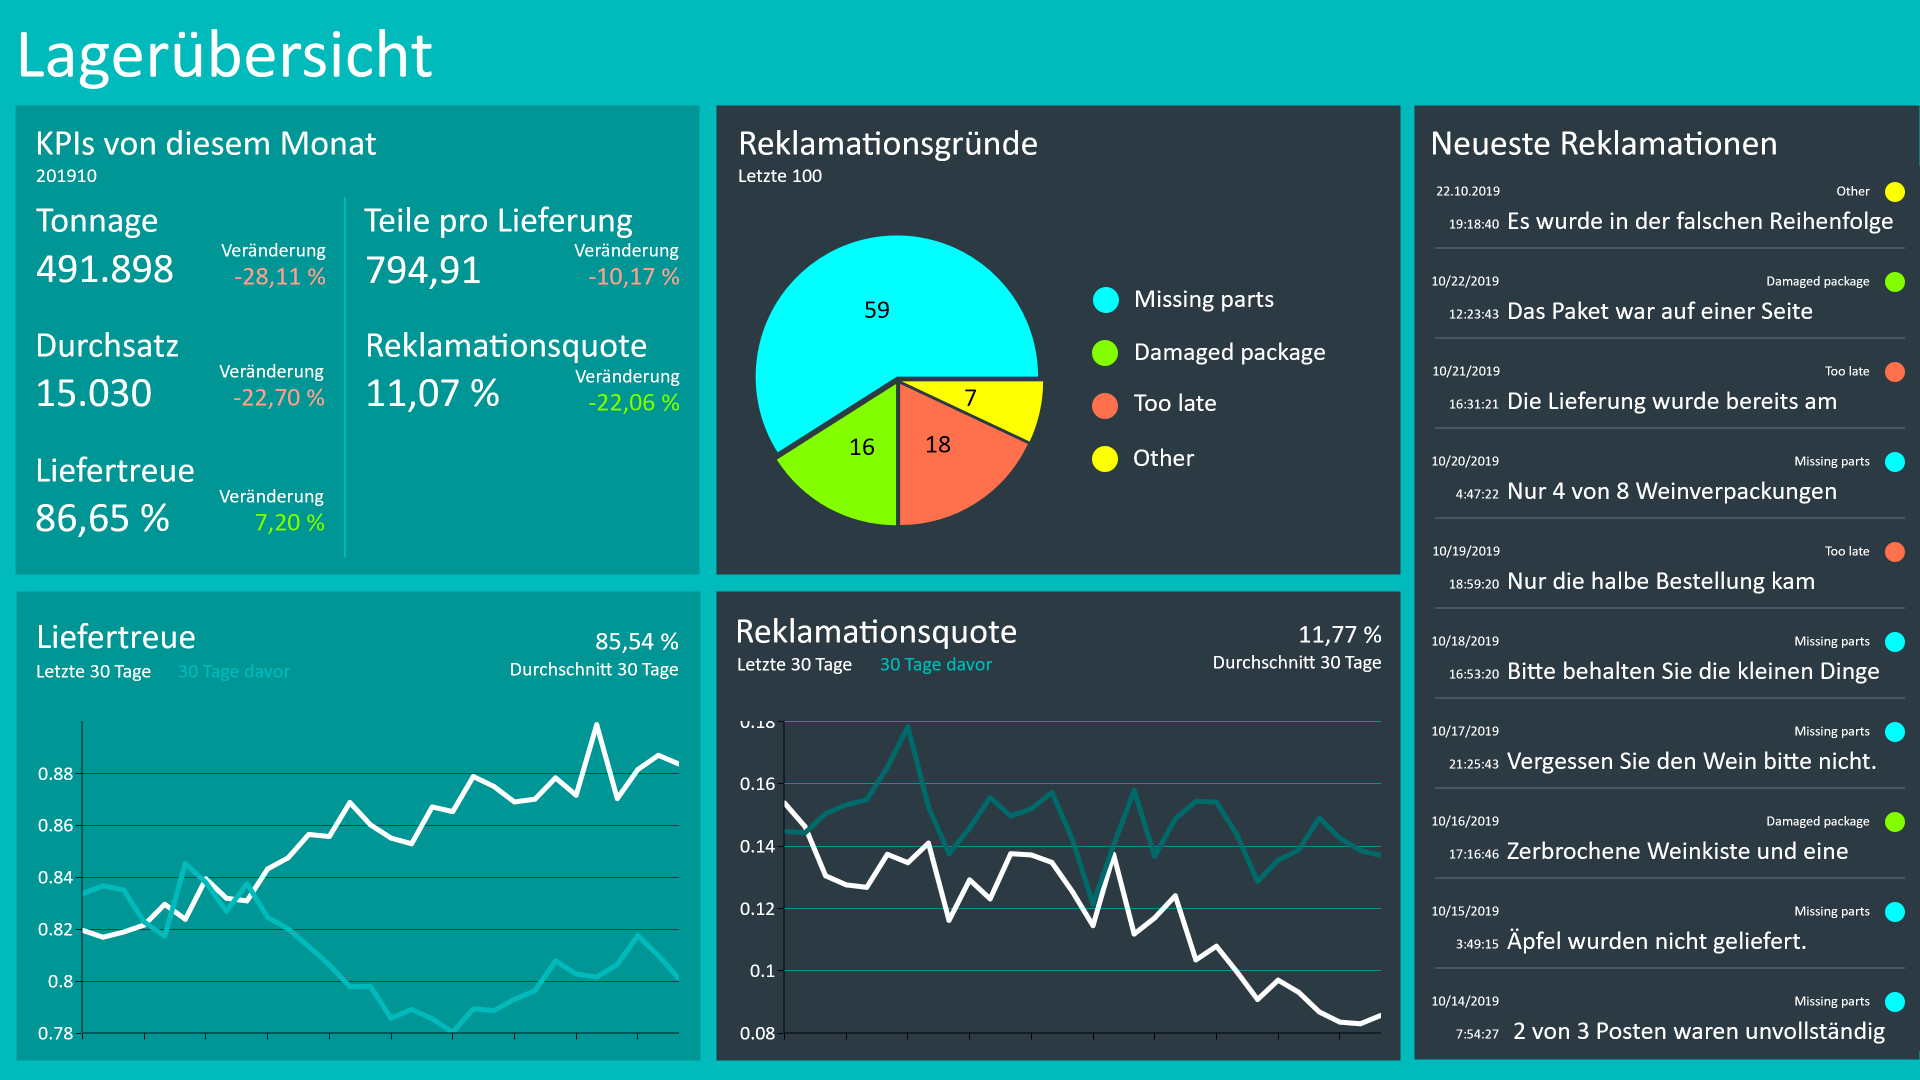 Lagerübersicht
KPIs von diesem Monat
201910
Tonnage
491.898
Veränderung
-28,11 %
Teile pro Lieferung
794,91
Veränderung
-10,17 %
Durchsatz
15.030
Veränderung
-22,70 %
Reklamationsquote
11,07 %
Veränderung
-22,06 %
Liefertreue
86,65 %
Veränderung
7,20 %
Reklamationsgründe
Letzte 100
59
16
18
7
Missing parts
Damaged package
Too late
Other
Liefertreue
Letzte 30 Tage 30 Tage davor
85,54 %
Durchschnitt 30 Tage
0.88
0.86
0.84
0.82
0.8
0.78
Reklamationsquote
Letzte 30 Tage 30 Tage davor
11,77 %
Durchschnitt 30 Tage
0.18
0.16
0.14
0.12
0.1
0.08
Neueste Reklamationen
22.10.2019 Other
19:18:40 Es wurde in der falschen Reihenfolge
10/22/2019 Damaged package
12:23:43 Das Paket war auf einer Seite
10/21/2019 Too late
16:31:21 Die Lieferung wurde bereits am
10/20/2019 Missing parts
4:47:22 Nur 4 von 8 Weinverpackungen
10/19/2019 Too late
18:59:20 Nur die halbe Bestellung kam
10/18/2019 Missing parts
16:53:20 Bitte behalten Sie die kleinen Dinge
10/17/2019 Missing parts
21:25:43 Vergessen Sie den Wein bitte nicht.
10/16/2019 Damaged package
17:16:46 Zerbrochene Weinkiste und eine
10/15/2019 Missing parts
3:49:15 Äpfel wurden nicht geliefert.
10/14/2019 Missing parts
7:54:27 2 von 3 Posten waren unvollständig